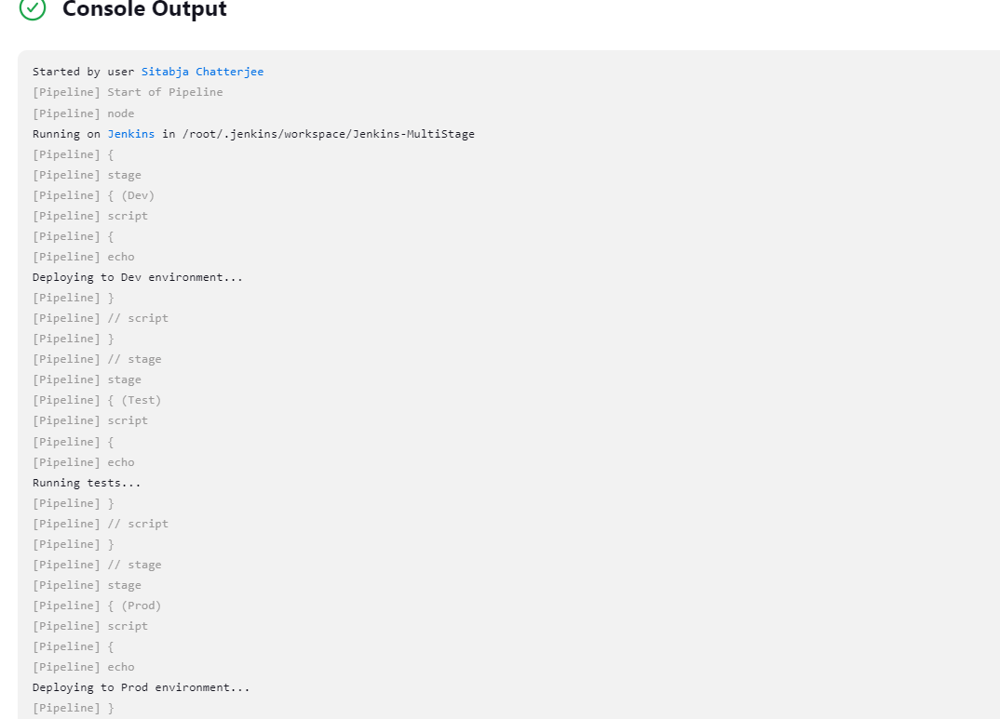 Console Output
Started by user Sitabja Chatterjee
[Pipeline] Start of Pipeline
[Pipeline] node
Running on Jenkins in /root/.jenkins/workspace/Jenkins-MultiStage
[Pipeline] {
[Pipeline] stage
[Pipeline] { (Dev)
[Pipeline] script
[Pipeline] {
[Pipeline] echo
Deploying to Dev environment...
[Pipeline] }
[Pipeline] // script
[Pipeline] }
[Pipeline] // stage
[Pipeline] stage
[Pipeline] { (Test)
[Pipeline] script
[Pipeline] {
[Pipeline] echo
Running tests...
[Pipeline] }
[Pipeline] // script
[Pipeline] }
[Pipeline] // stage
[Pipeline] stage
[Pipeline] { (Prod)
[Pipeline] script
[Pipeline] {
[Pipeline] echo
Deploying to Prod environment...
[Pipeline] }